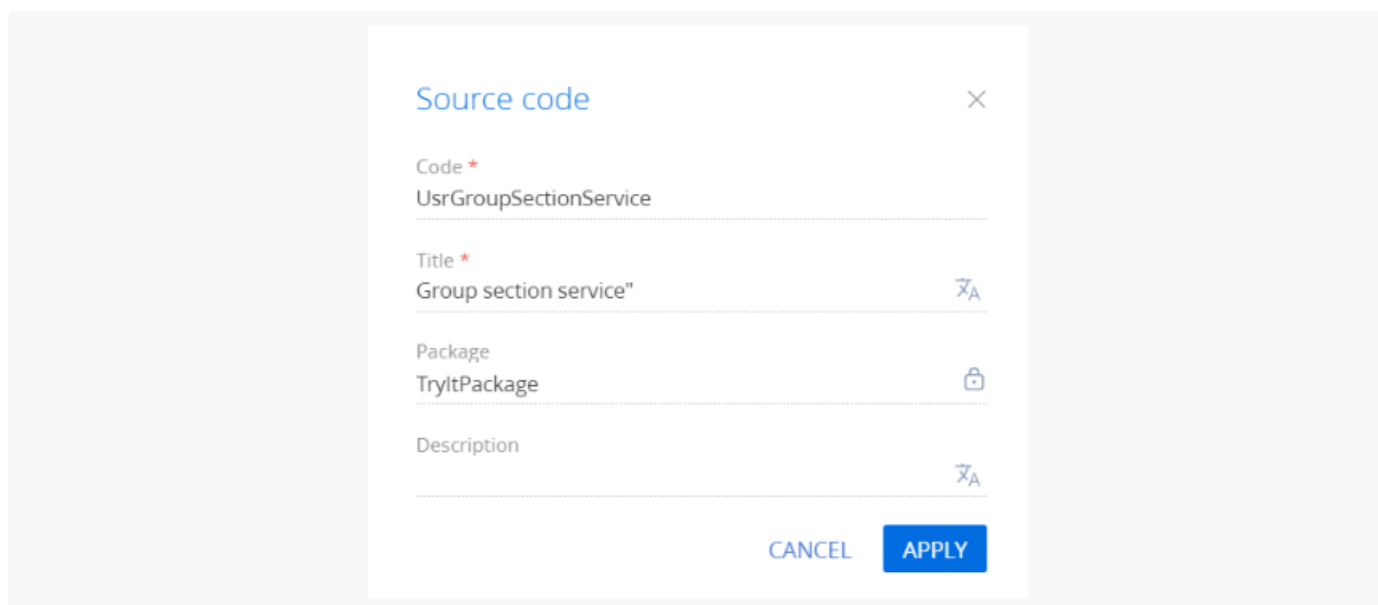 Source code
Code *
UsrGroupSectionService
Title *
Group section service"
Package
TryItPackage
Description
CANCEL APPLY